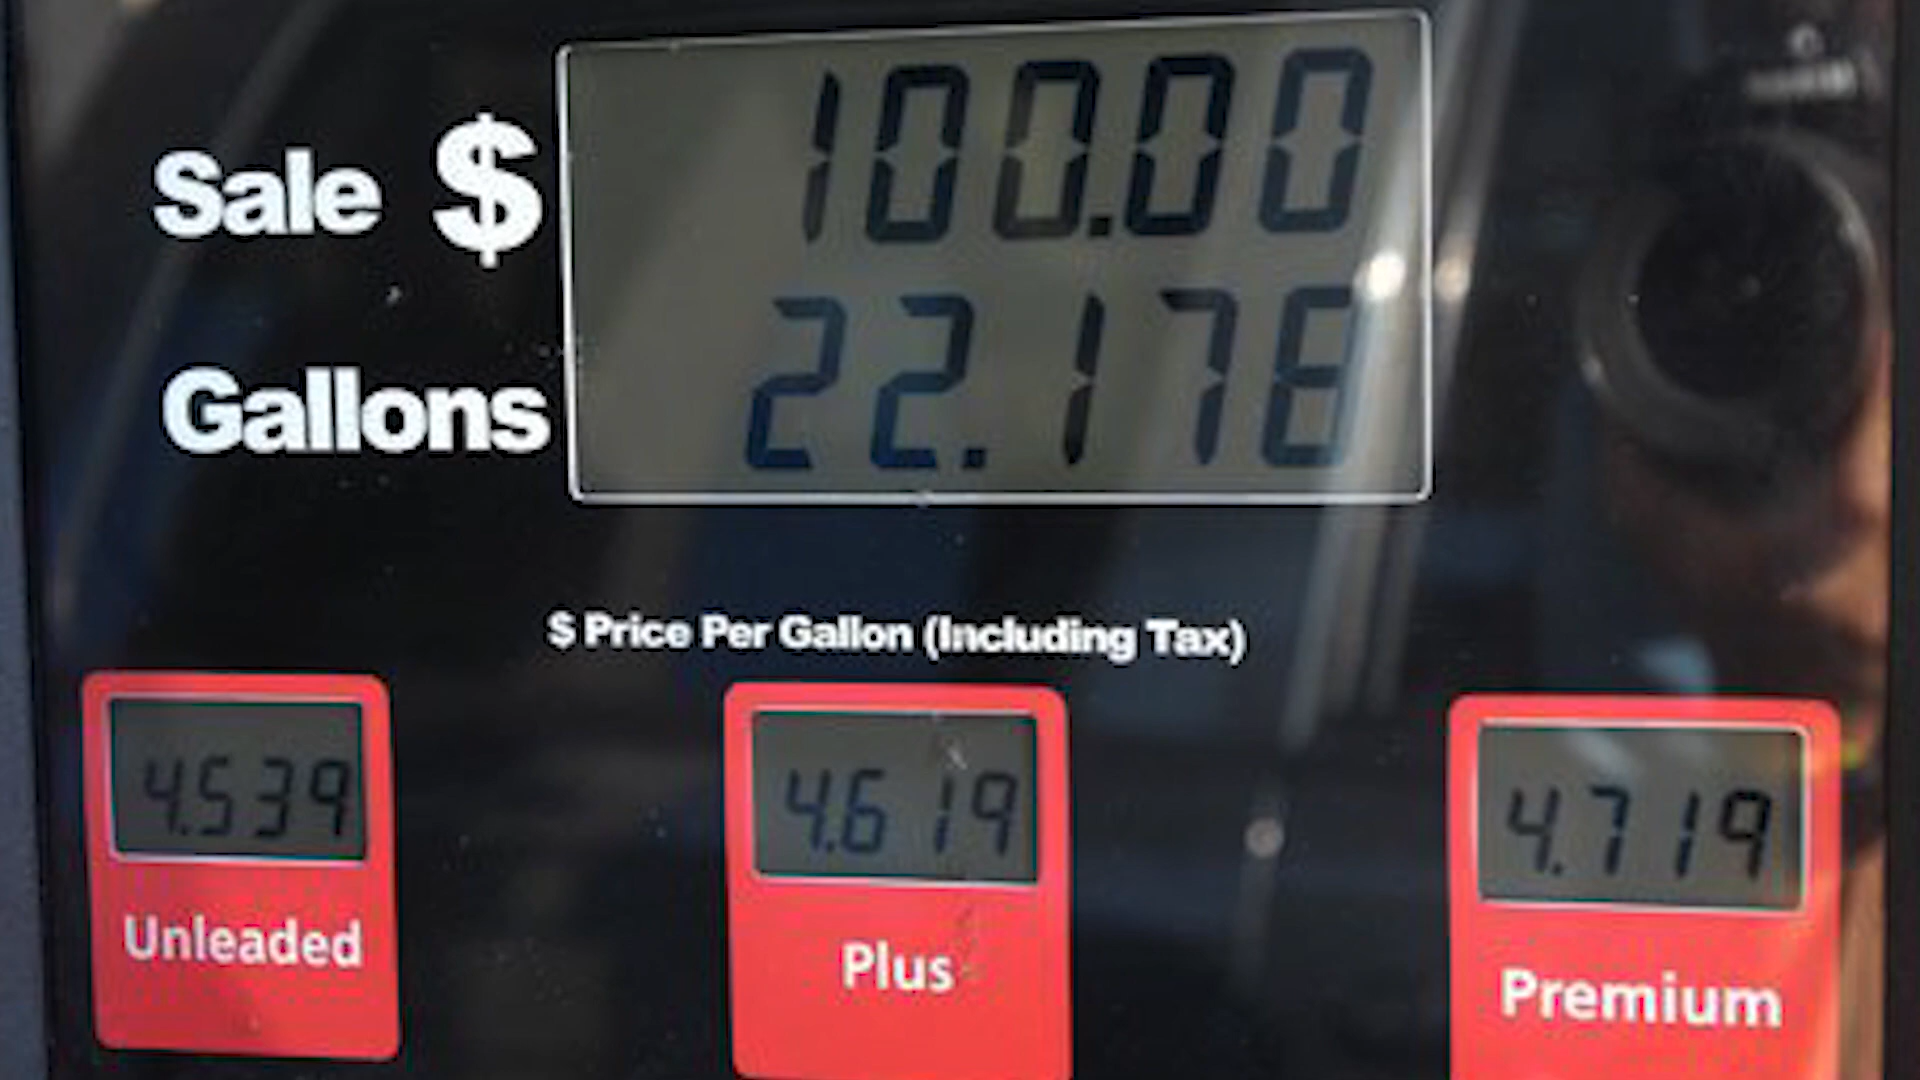 Sale $ 100.00
Gallons 22.178
$ Price Per Gallon (Including Tax)
4.539 4.619 4.719
Unleaded Plus Premium